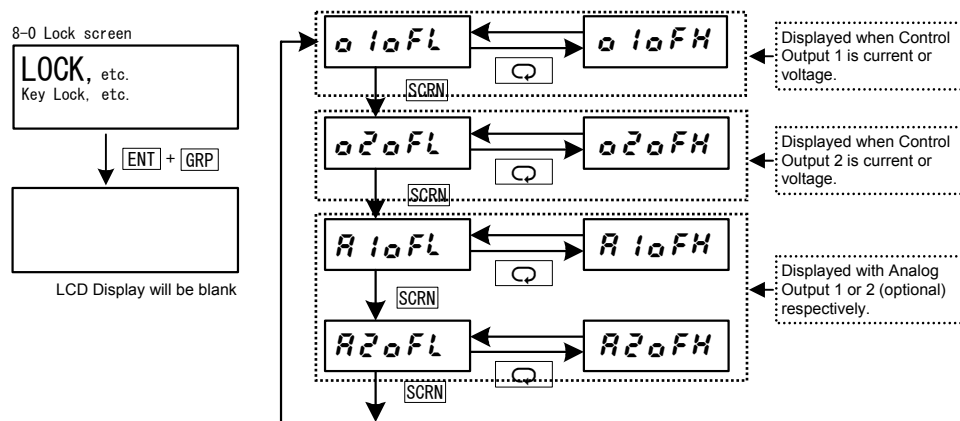 8-0 Lock screen
LOCK, etc.
Key Lock, etc.
ENT + GRP
LCD Display will be blank
o1oFL
o1oFH
SCRN
Displayed when Control
Output 1 is current or
voltage.
o2oFL
o2oFH
SCRN
Displayed when Control
Output 2 is current or
voltage.
A1oFL
A1oFH
SCRN
A2oFL
A2oFH
SCRN
Displayed with Analog
Output 1 or 2 (optional)
respectively.